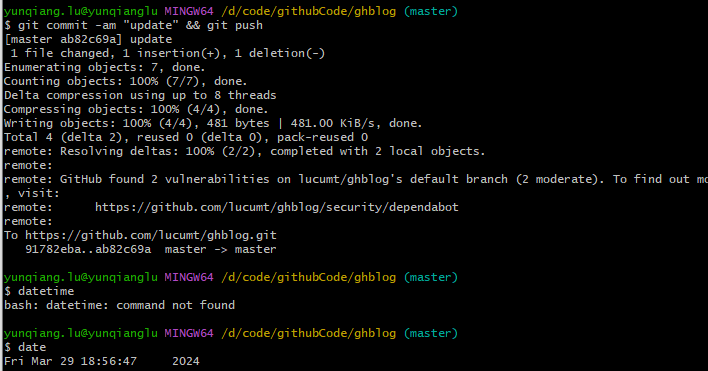 yunqiang.lu@yunqianglu MINGW64 /d/code/githubCode/ghblog (master)
$ git commit -am "update" && git push
[master ab82c69a] update
 1 file changed, 1 insertion(+), 1 deletion(-)
Enumerating objects: 7, done.
Counting objects: 100% (7/7), done.
Delta compression using up to 8 threads
Compressing objects: 100% (4/4), done.
Writing objects: 100% (4/4), 481 bytes | 481.00 KiB/s, done.
Total 4 (delta 2), reused 0 (delta 0), pack-reused 0
remote: Resolving deltas: 100% (2/2), completed with 2 local objects.
remote:
remote: GitHub found 2 vulnerabilities on lucumt/ghblog's default branch (2 moderate). To find out mo
, visit:
remote:      https://github.com/lucumt/ghblog/security/dependabot
remote:
To https://github.com/lucumt/ghblog.git
   91782eba..ab82c69a  master -> master
yunqiang.lu@yunqianglu MINGW64 /d/code/githubCode/ghblog (master)
$ datetime
bash: datetime: command not found
yunqiang.lu@yunqianglu MINGW64 /d/code/githubCode/ghblog (master)
$ date
Fri Mar 29 18:56:47     2024